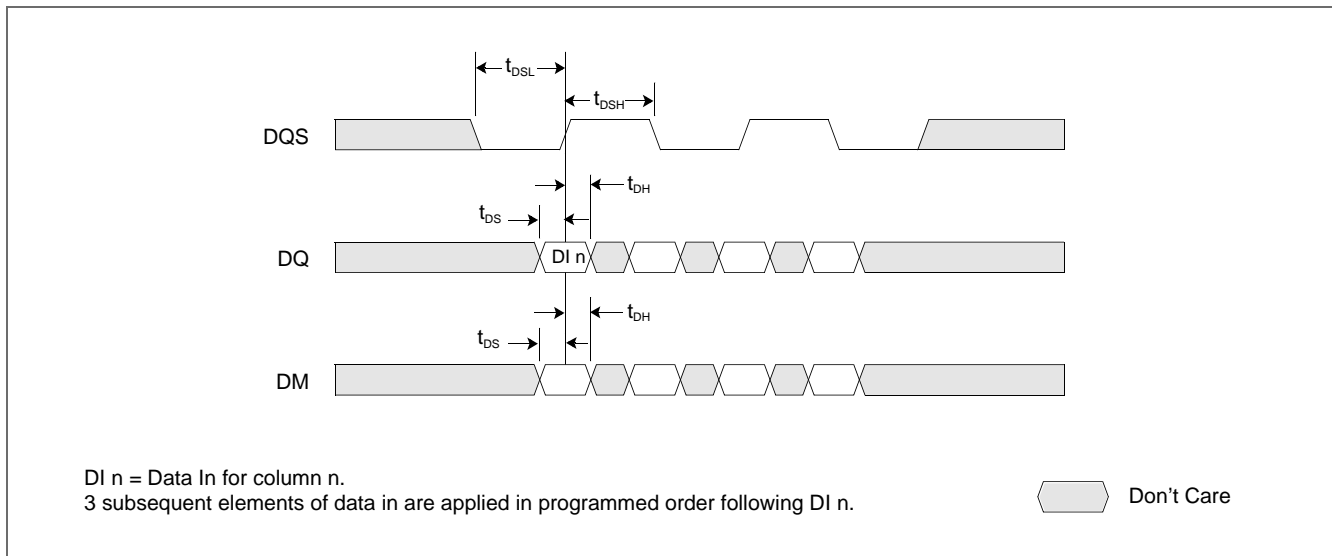 tDSL
tDSH
DQS
tDH
tDS
DQ
DI n
tDH
tDS
DM
DI n = Data In for column n.
3 subsequent elements of data in are applied in programmed order following DI n.
Don't Care